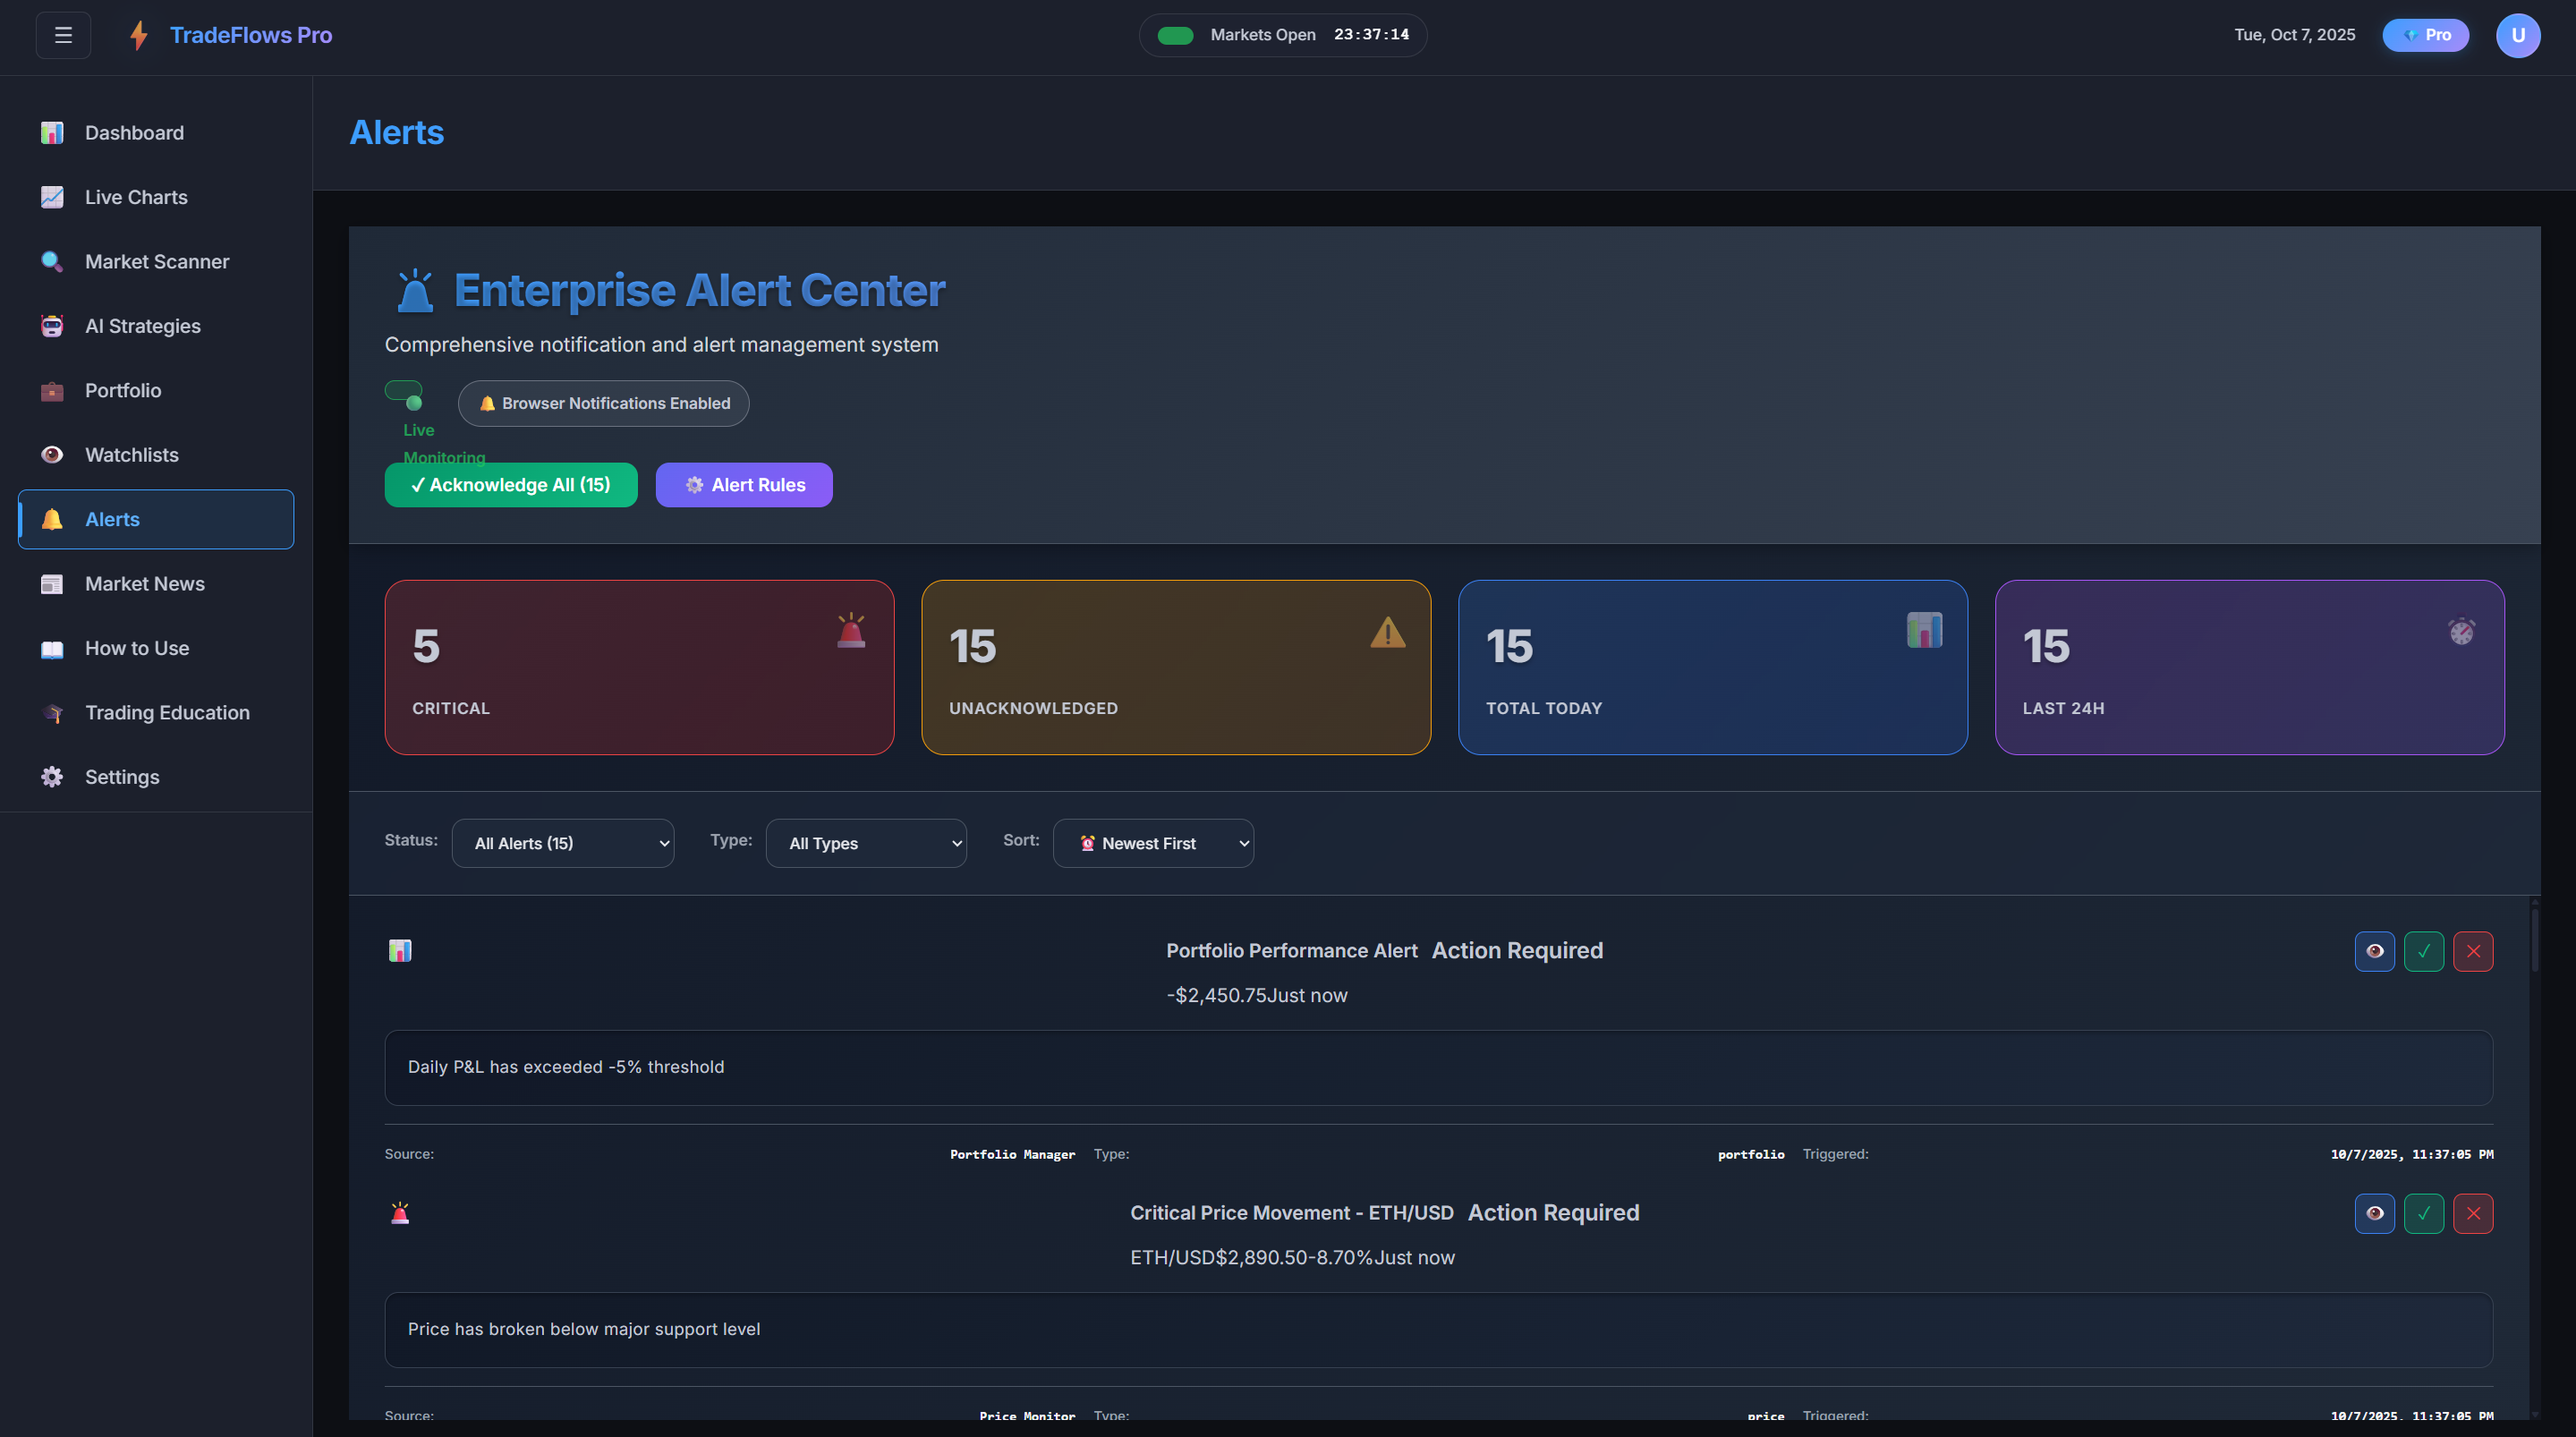 TradeFlows Pro
Markets Open 23:37:14
Tue, Oct 7, 2025
Pro
U
Dashboard
Live Charts
Market Scanner
AI Strategies
Portfolio
Watchlists
Alerts
Market News
How to Use
Trading Education
Settings
Alerts
Enterprise Alert Center
Comprehensive notification and alert management system
Live
Monitoring
Browser Notifications Enabled
✓ Acknowledge All (15)
Alert Rules
5
CRITICAL
15
UNACKNOWLEDGED
15
TOTAL TODAY
15
LAST 24H
Status: All Alerts (15) Type: All Types Sort: Newest First
Portfolio Performance Alert Action Required
-$2,450.75Just now
Daily P&L has exceeded -5% threshold
Source: Portfolio Manager Type: portfolio Triggered: 10/7/2025, 11:37:05 PM
Critical Price Movement - ETH/USD Action Required
ETH/USD$2,890.50-8.70%Just now
Price has broken below major support level
Source: Price Monitor Type: price Triggered: 10/7/2025, 11:37:05 PM